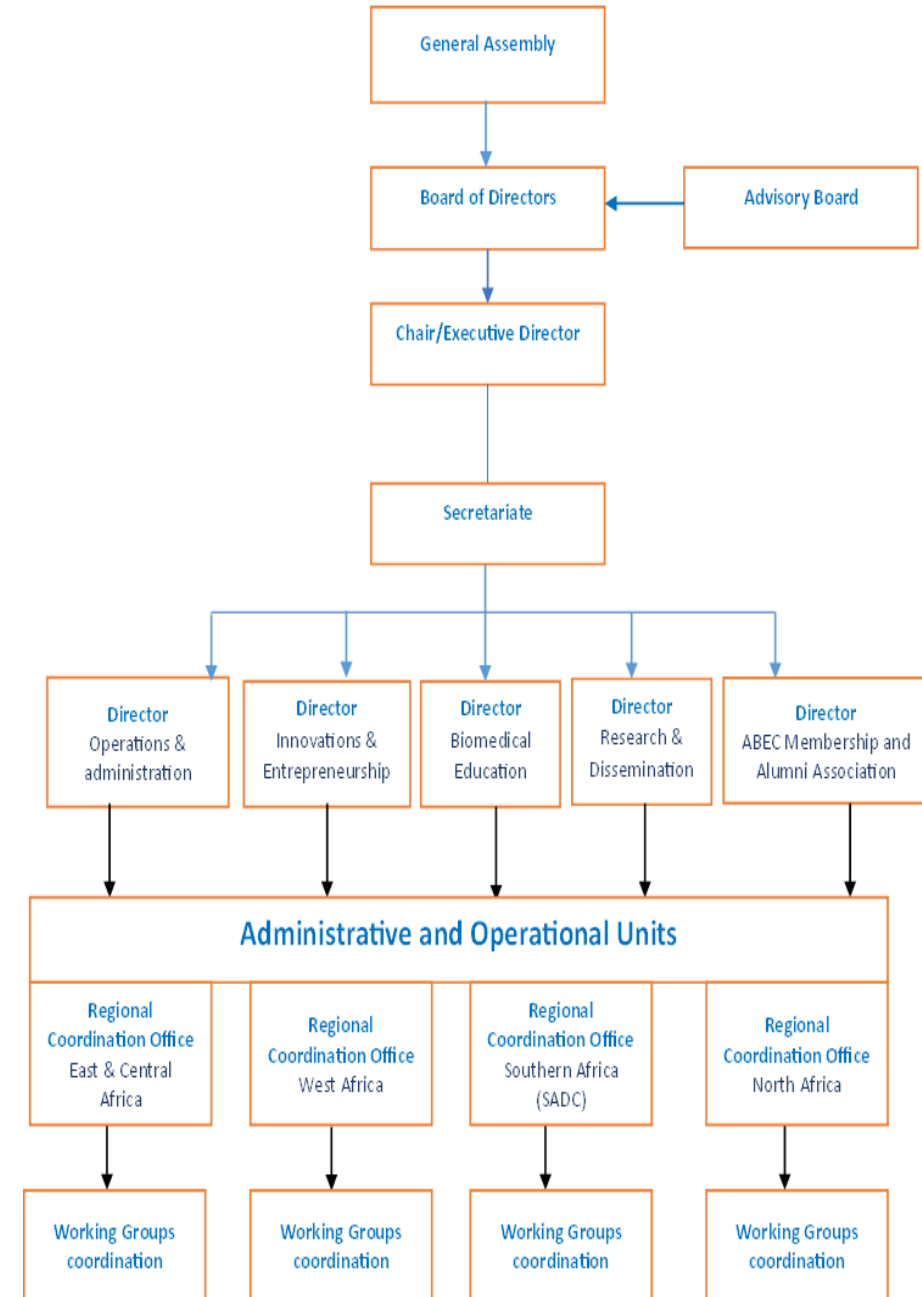 General Assembly
Board of Directors
Advisory Board
Chair/Executive Director
Secretariate
Director
Operations &
administration
Director
Innovations &
Entrepreneurship
Director
Biomedical
Education
Director
Research &
Dissemination
Director
ABEC Membership and
Alumni Association
Administrative and Operational Units
Regional
Coordination Office
East & Central
Africa
Regional
Coordination Office
West Africa
Regional
Coordination Office
Southern Africa
(SADC)
Regional
Coordination Office
North Africa
Working Groups
coordination
Working Groups
coordination
Working Groups
coordination
Working Groups
coordination